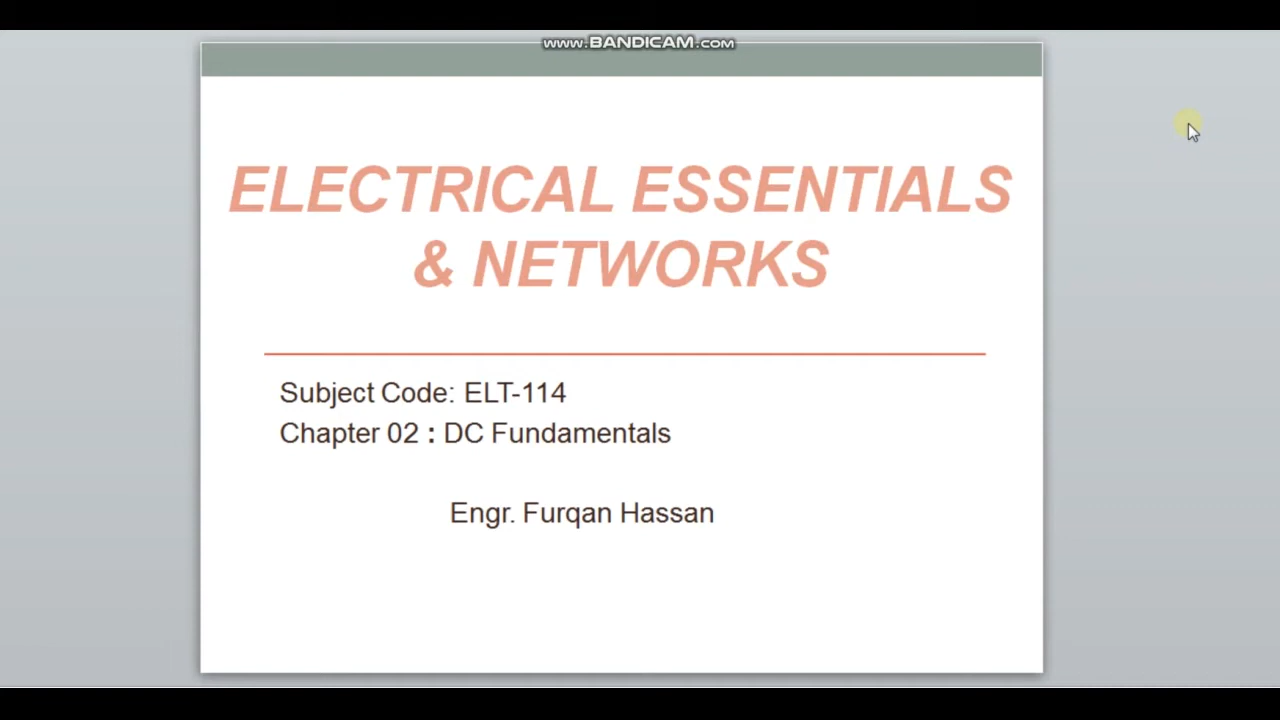 www.BANDICAM.com
ELECTRICAL ESSENTIALS
& NETWORKS
Subject Code: ELT-114
Chapter 02 : DC Fundamentals
Engr. Furqan Hassan